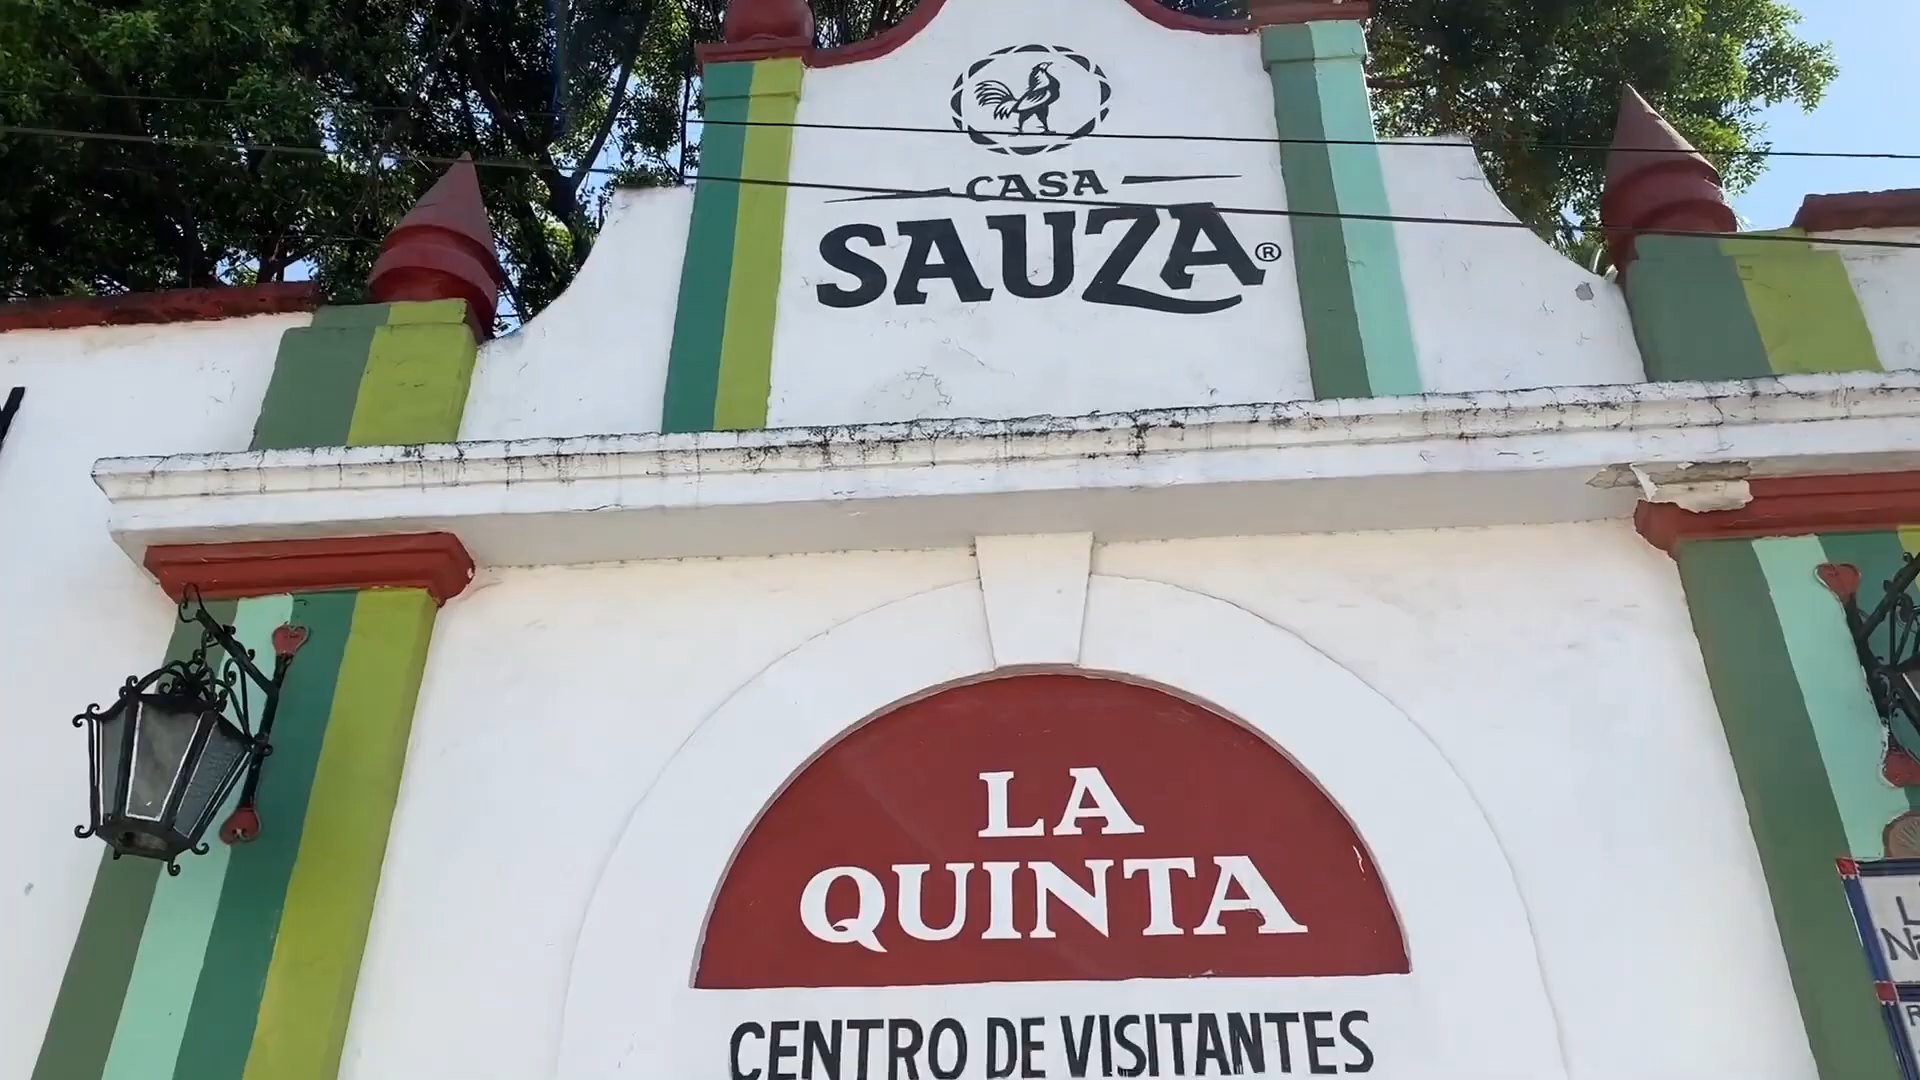 CASA
SAUZA®
LA
QUINTA
CENTRO DE VISITANTES